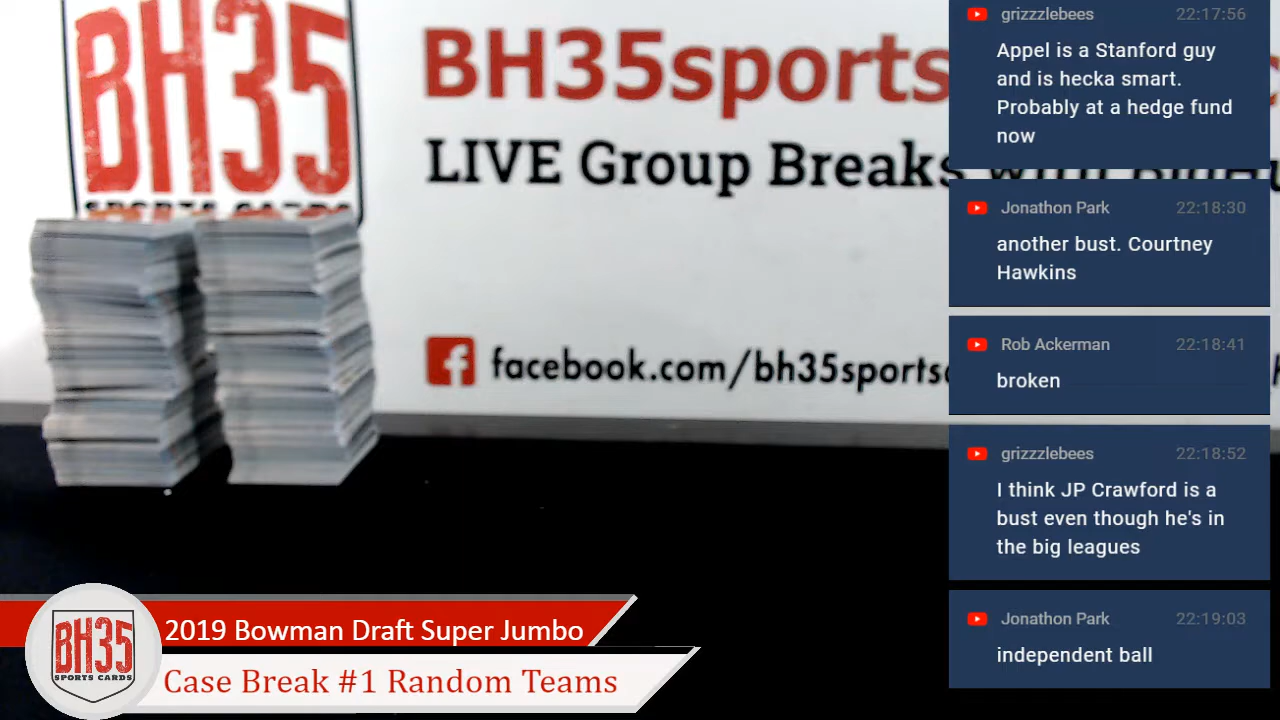 BH35
SPORTS CARDS
BH35sports
LIVE Group Breaks with
facebook.com/bh35sports
grizzzlebees 22:17:56
Appel is a Stanford guy
and is hecka smart.
Probably at a hedge fund
now
Jonathon Park 22:18:30
another bust. Courtney
Hawkins
Rob Ackerman 22:18:41
broken
grizzzlebees 22:18:52
I think JP Crawford is a
bust even though he's in
the big leagues
Jonathon Park 22:19:03
independent ball
BH35
SPORTS CARDS
2019 Bowman Draft Super Jumbo
Case Break #1 Random Teams